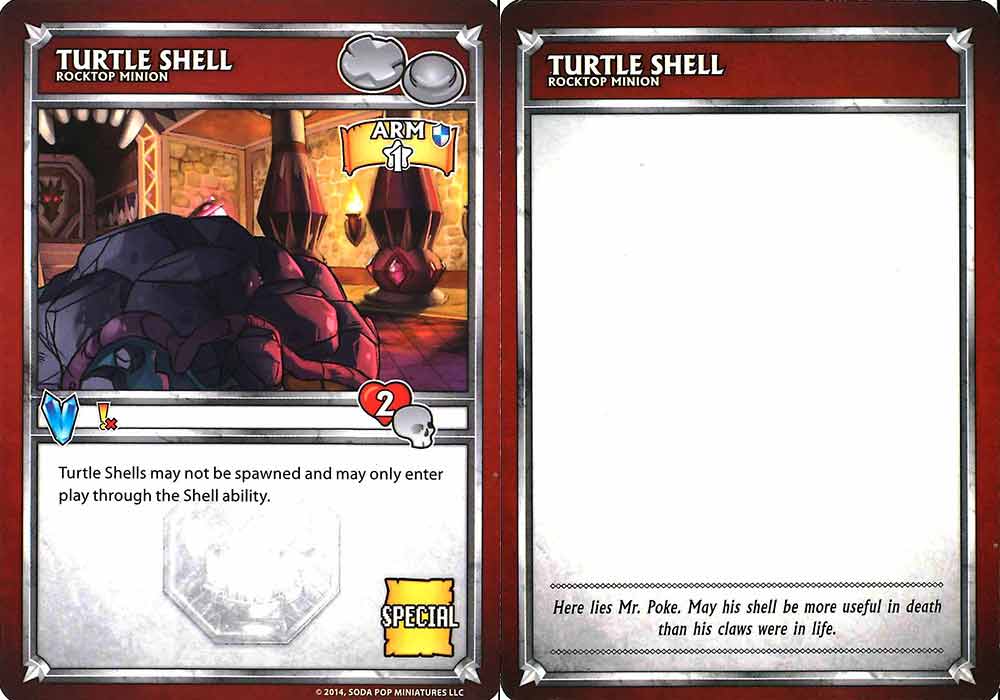 TURTLE SHELL
ROCKTOP MINION
ARM
1
2
Turtle Shells may not be spawned and may only enter
play through the Shell ability.
SPECIAL
© 2014, SODA POP MINIATURES LLC
TURTLE SHELL
ROCKTOP MINION
Here lies Mr. Poke. May his shell be more useful in death
than his claws were in life.